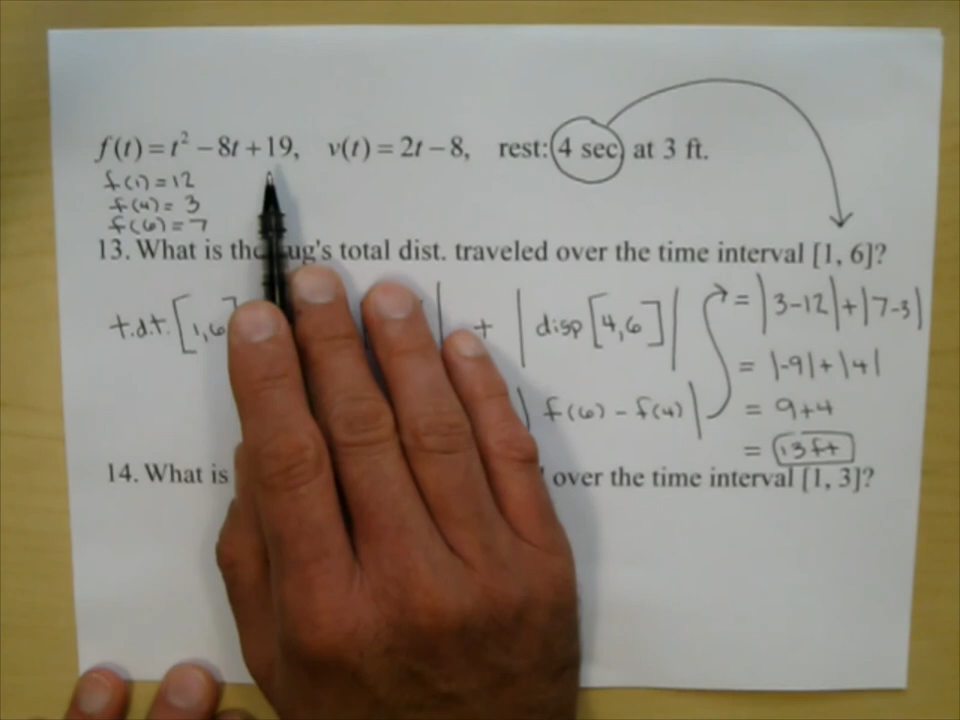 f(t) = t² − 8t + 19,   v(t) = 2t − 8,   rest: 4 sec at 3 ft.
f(1) = 12
f(4) = 3
f(6) = 7
13. What is the bug's total dist. traveled over the time interval [1, 6]?
t.d.t. [1,6 | + | disp [4,6] | = |3-12| + |7-3|
= |-9| + |4|
| f(6) - f(4) | = 9+4
= 13ft
14. What is over the time interval [1, 3]?